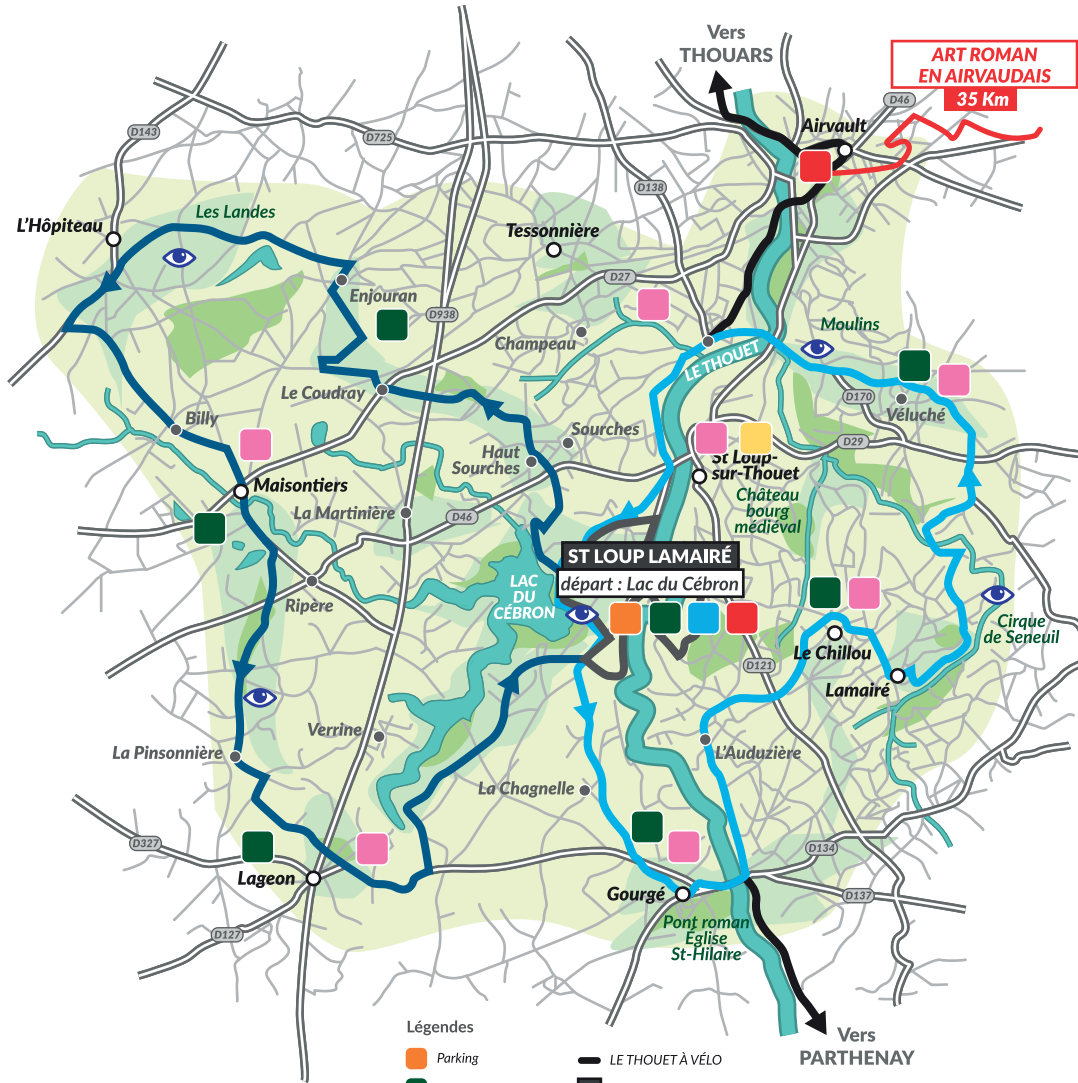 Vers
THOUARS
ART ROMAN
EN AIRVAUDAIS
35 Km
D46
Airvault
D143
D725
D138
L'Hôpiteau
Les Landes
Tessonnière
D27
Enjouran
D938
Champeau
Moulins
LE THOUET
Le Coudray
D170
Véluché
Billy
Sourches
D29
Haut
Sourches
St Loup-
sur-Thouet
Maisontiers
Château
bourg
médiéval
La Martinière
D46
ST LOUP LAMAIRÉ
départ : Lac du Cébron
LAC
DU
CÉBRON
Ripère
Cirque
de Seneuil
Le Chillou
D121
Lamairé
Verrine
La Pinsonnière
L'Auduzière
La Chagnelle
D327
D134
Lageon
Gourgé
D137
D127
Pont roman
Église
St-Hilaire
Légendes
Parking
LE THOUET À VÉLO
Vers
PARTHENAY